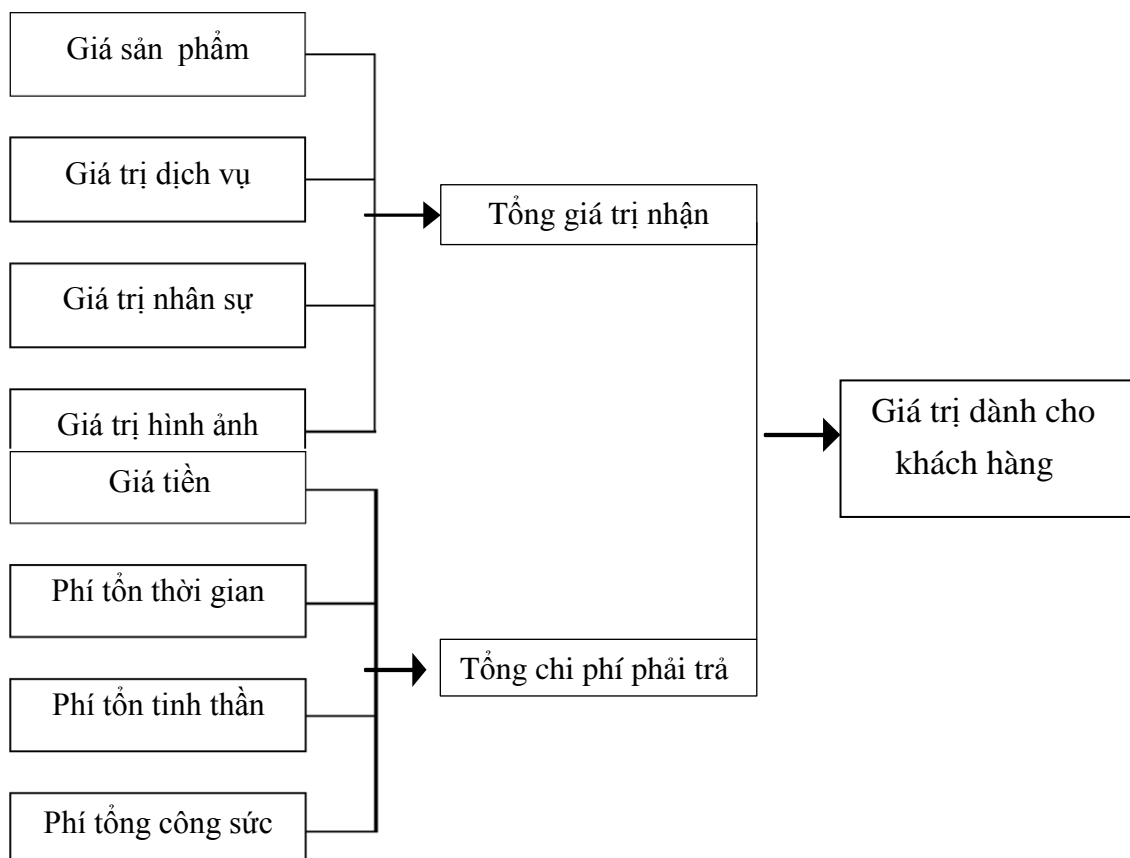 Giá sản phẩm
Giá trị dịch vụ
Giá trị nhân sự
Giá trị hình ảnh
Tổng giá trị nhận
Giá tiền
Phí tổn thời gian
Phí tổn tinh thần
Phí tổng công sức
Tổng chi phí phải trả
Giá trị dành cho
khách hàng